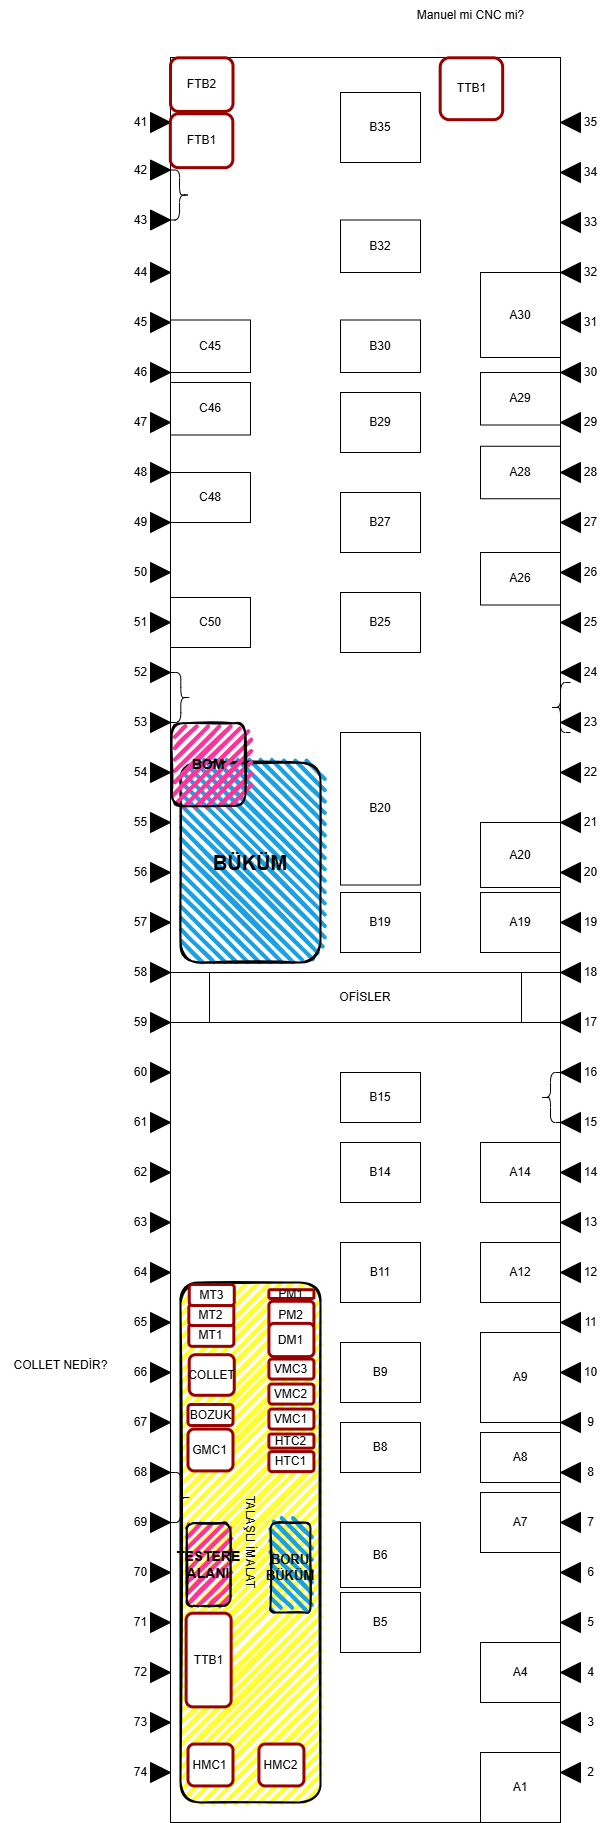 Manuel mi CNC mi?
FTB2
TTB1
41
B35
35
FTB1
42
34
43
33
B32
44
32
A30
45
31
C45
B30
46
30
A29
C46
47
B29
29
48
A28
28
C48
49
B27
27
50
26
A26
C50
51
B25
25
52
24
53
23
BOM
54
22
B20
55
21
BÜKÜM
A20
56
20
57
B19
A19
19
58
18
OFİSLER
59
17
60
16
B15
61
15
62
B14
A14
14
63
13
64
B11
A12
12
MT3
PM1
MT2
PM2
65
11
MT1
DM1
COLLET NEDİR?
66
COLLET
VMC3
B9
A9
10
VMC2
BOZUK
VMC1
67
9
GMC1
HTC2
B8
A8
HTC1
68
8
TALAŞLI İMALAT
69
A7
7
TESTERE
ALANI
BORU
BÜKÜM
B6
70
6
71
B5
5
TTB1
72
A4
4
73
3
HMC1
HMC2
74
2
A1